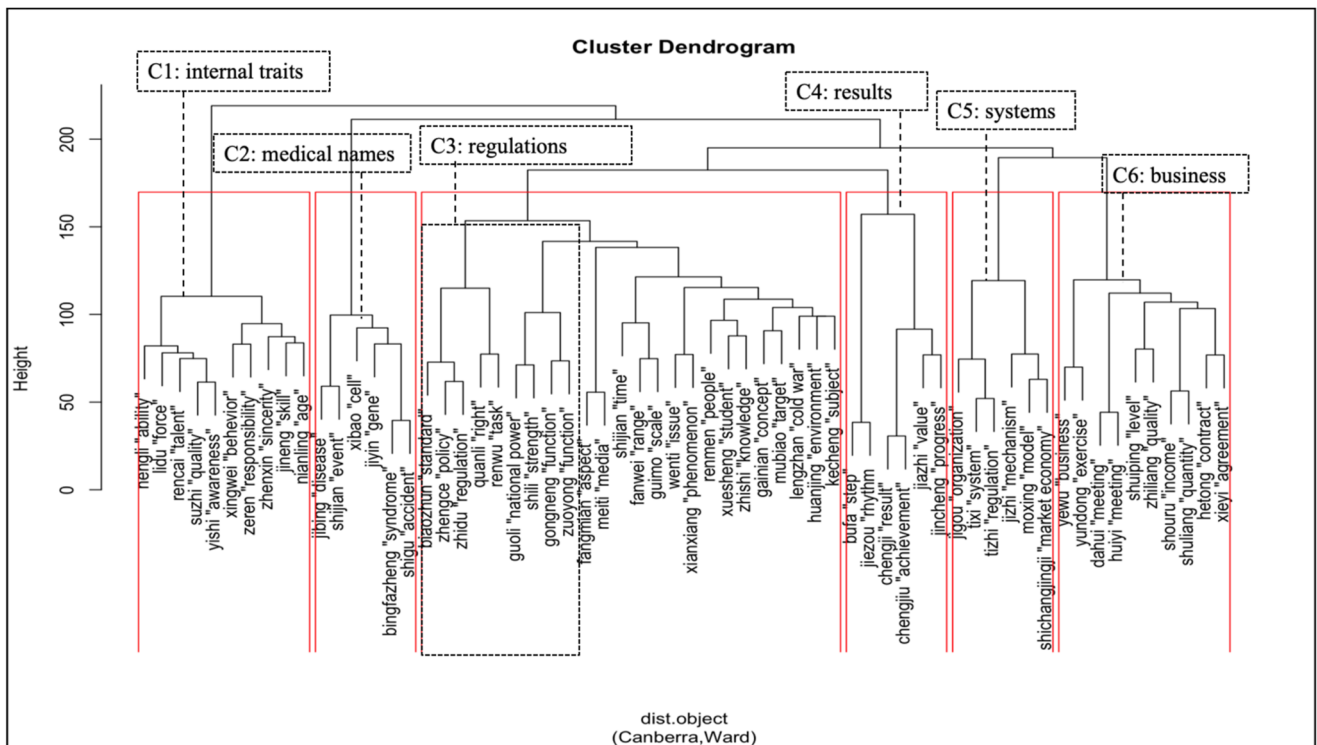 Cluster Dendrogram
C1: internal traits
C4: results
C5: systems
C3: regulations
C2: medical names
C6: business
Height
200
150
100
50
0
nengli "ability"
lidu "force"
rencai "talent"
suzhi "quality"
yishi "awareness"
xingwei "behavior"
zeren "responsibility"
zhenxin "sincerity"
jineng "skill"
nianling "age"
jibing "disease"
shijian "event"
xibao "cell"
jiyin "gene"
bingfazheng "syndrome"
shigu "accident"
biaozhun "standard"
zhengce "policy"
zhidu "regulation"
quanli "right"
renwu "task"
guoli "national power"
shili "strength"
gongneng "function"
zuoyong "function"
fangmian "aspect"
meiti "media"
shijian "time"
fanwei "range"
guimo "scale"
wenti "issue"
xianxiang "phenomenon"
renmen "people"
xuesheng "student"
zhishi "knowledge"
gainian "concept"
mubiao "target"
lengzhan "cold war"
huanjing "environment"
kecheng "subject"
bufa "step"
jiezou "rhythm
chengji "result"
chengjiu "achievement"
jiazhi "value"
jincheng "progress"
jigou "organization"
tixi "system"
tizhi "regulation"
jizhi "mechanism"
moxing "model"
shichangjingji "market economy"
yewu "business"
yundong "exercise"
dahui "meeting"
huiyi "meeting"
shuiping "level"
zhiliang "quality"
shouru "income"
shuliang "quantity"
hetong "contract"
xieyi "agreement"
dist.object
(Canberra,Ward)